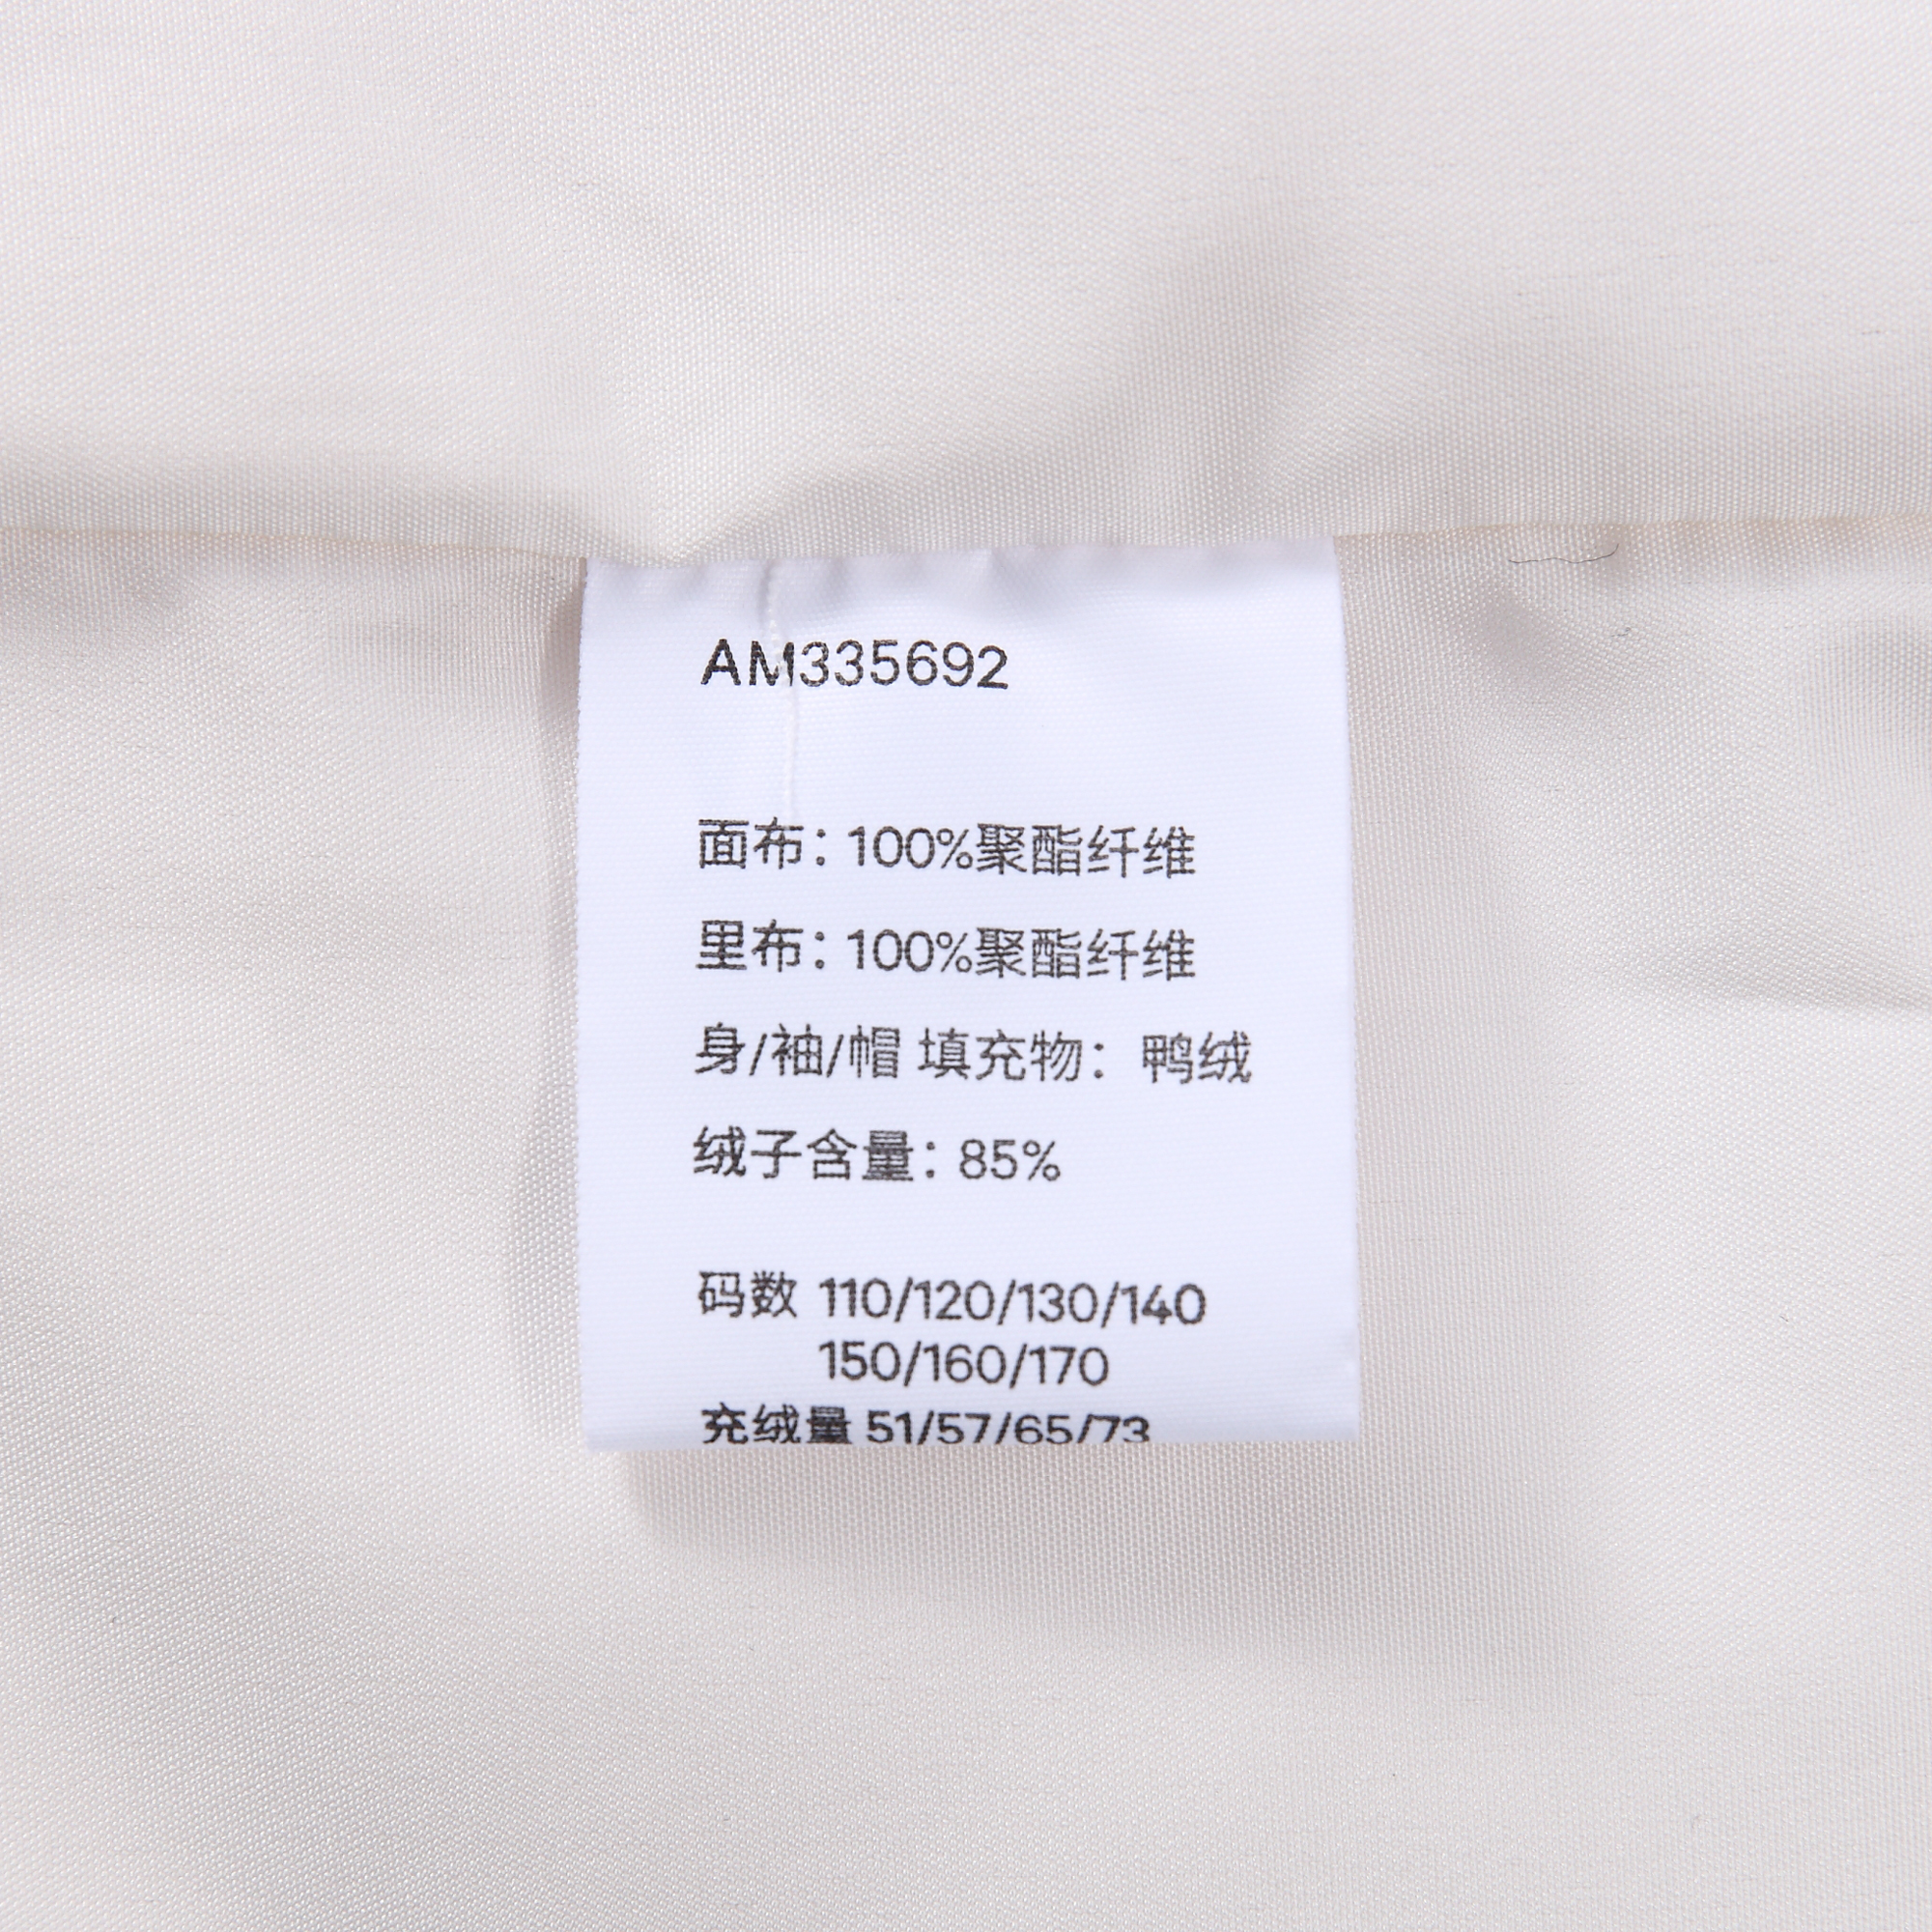 AM335692
面布：100%聚酯纤维
里布：100%聚酯纤维
身/袖/帽 填充物：鸭绒
绒子含量：85%
码数 110/120/130/140
150/160/170
充绒量 51/57/65/73